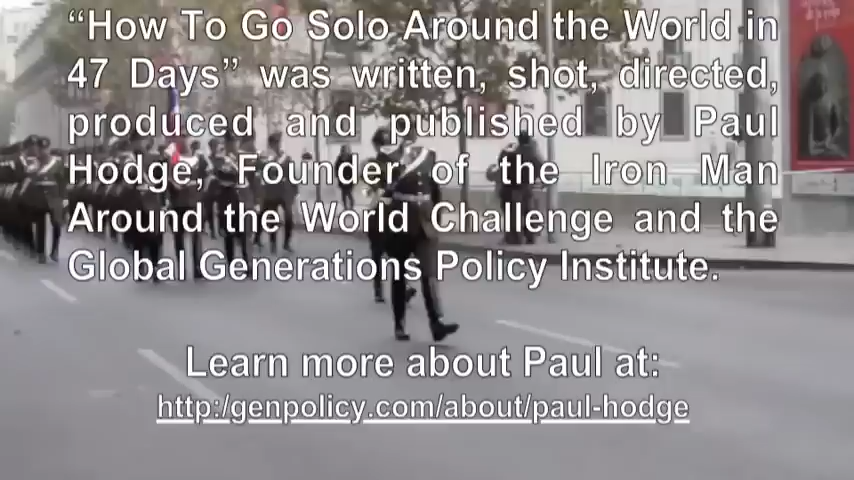 “How To Go Solo Around the World in
47 Days” was written, shot, directed,
produced and published by Paul
Hodge, Founder of the Iron Man
Around the World Challenge and the
Global Generations Policy Institute.
Learn more about Paul at:
http:/genpolicy.com/about/paul-hodge